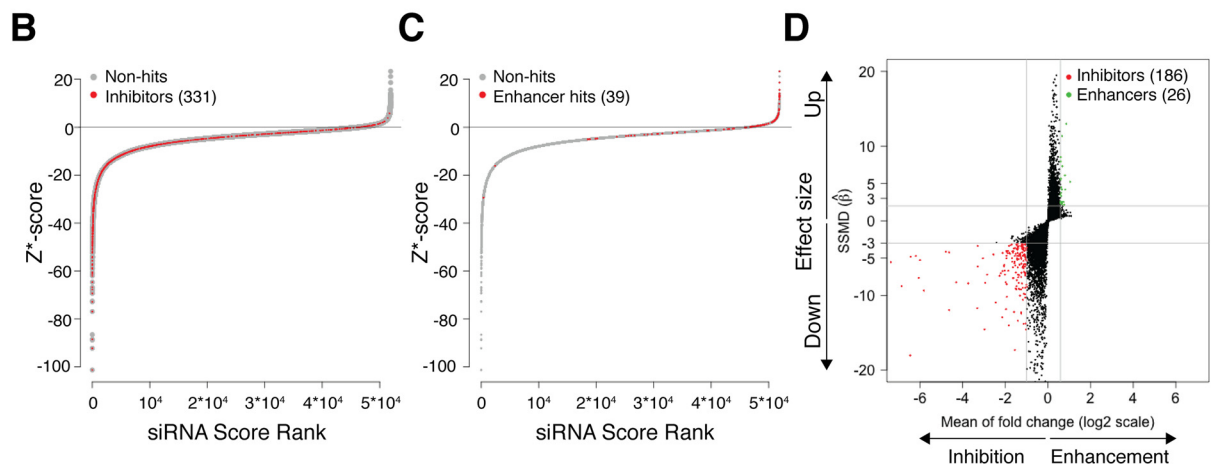 B
Non-hits
Inhibitors (331)
20
0
-20
-40
-60
-80
-100
Z*-score
0
10⁴
2*10⁴
3*10⁴
4*10⁴
5*10⁴
siRNA Score Rank
C
Non-hits
Enhancer hits (39)
20
0
-20
-40
-60
-80
-100
Z*-score
0
10⁴
2*10⁴
3*10⁴
4*10⁴
5*10⁴
siRNA Score Rank
D
Inhibitors (186)
Enhancers (26)
Up
Effect size
Down
SSMD (β̂)
20
10
5
3
0
-3
-5
-10
-20
-6
-4
-2
0
2
4
6
Mean of fold change (log2 scale)
Inhibition
Enhancement